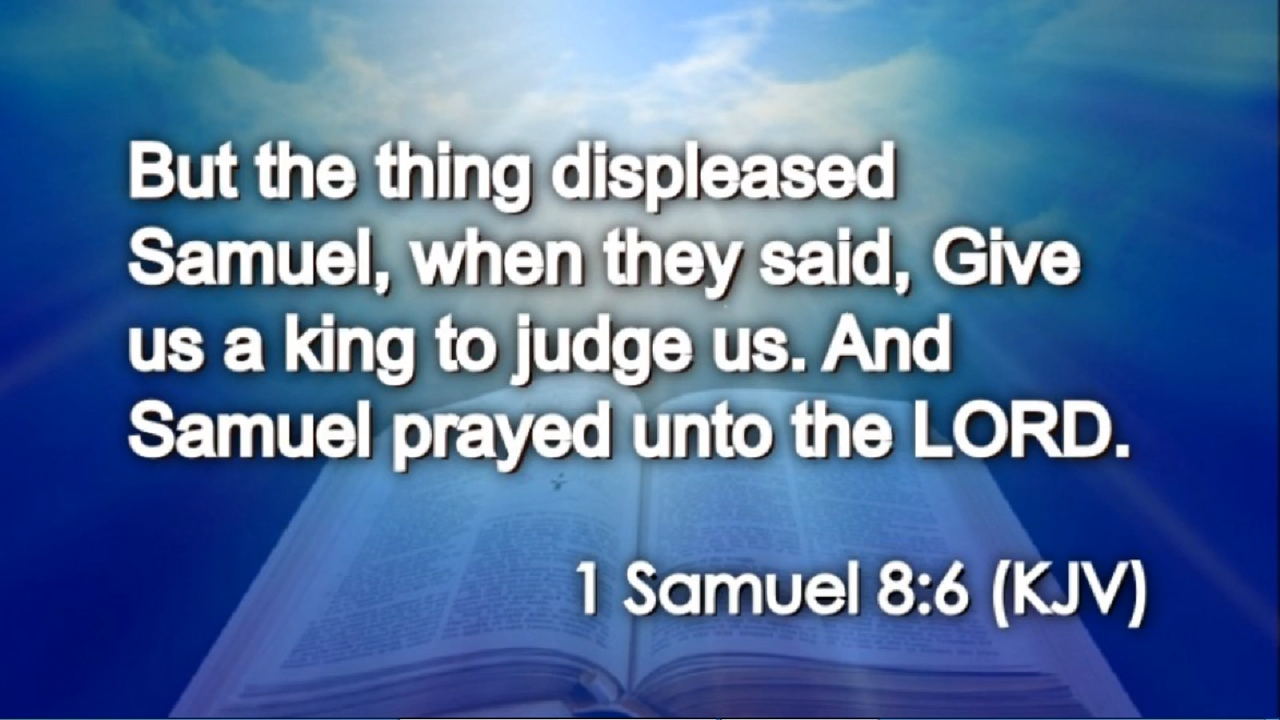 But the thing displeased
Samuel, when they said, Give
us a king to judge us. And
Samuel prayed unto the LORD.
1 Samuel 8:6 (KJV)